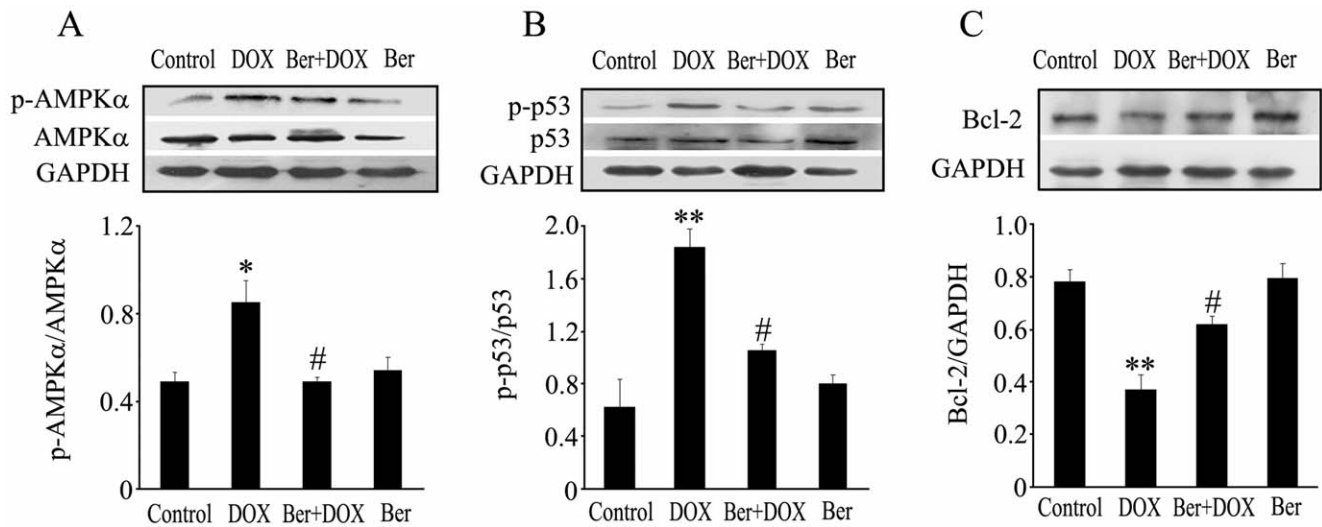 A
Control DOX Ber+DOX Ber
p-AMPKα
AMPKα
GAPDH
p-AMPKα/AMPKα
1.2
0.8
0.4
0
*
#
Control DOX Ber+DOX Ber
B
Control DOX Ber+DOX Ber
p-p53
p53
GAPDH
p-p53/p53
2.0
1.6
1.2
0.8
0.4
0
**
#
Control DOX Ber+DOX Ber
C
Control DOX Ber+DOX Ber
Bcl-2
GAPDH
Bcl-2/GAPDH
1.0
0.8
0.6
0.4
0.2
0
**
#
Control DOX Ber+DOX Ber